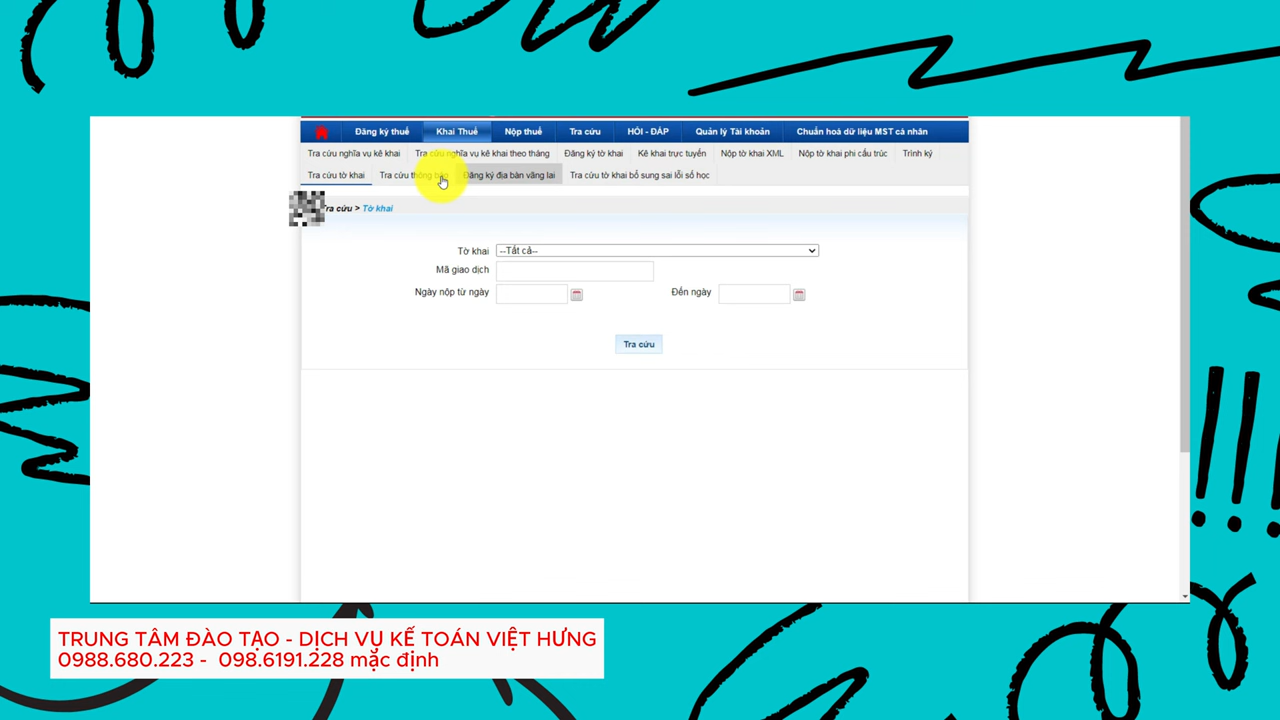 Đăng ký thuế Khai Thuế Nộp thuế Tra cứu HỎI - ĐÁP Quản lý Tài khoản Chuẩn hoá dữ liệu MST cá nhân
Tra cứu nghĩa vụ kê khai Tra cứu nghĩa vụ kê khai theo tháng Đăng ký tờ khai Kê khai trực tuyến Nộp tờ khai XML Nộp tờ khai phi cấu trúc Trình ký
Tra cứu tờ khai Tra cứu thông báo Đăng ký địa bàn vãng lai Tra cứu tờ khai bổ sung sai lỗi số học
Tra cứu > Tờ khai
Tờ khai --Tất cả--
Mã giao dịch
Ngày nộp từ ngày Đến ngày
Tra cứu
TRUNG TÂM ĐÀO TẠO - DỊCH VỤ KẾ TOÁN VIỆT HƯNG
0988.680.223 - 098.6191.228 mặc định